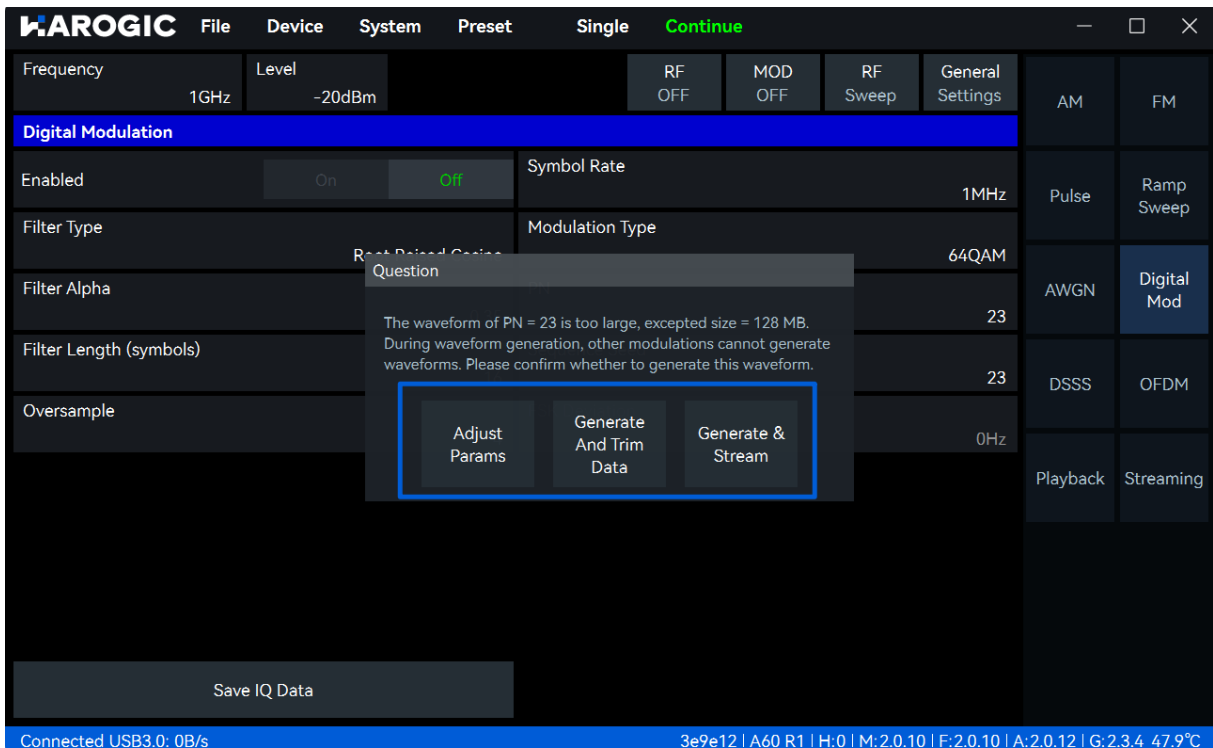 HAROGIC File Device System Preset Single Continue
Frequency
1GHz
Level
-20dBm
RF
OFF
MOD
OFF
RF
Sweep
General
Settings
AM
FM
Digital Modulation
Enabled
On
Off
Symbol Rate
1MHz
Pulse
Ramp
Sweep
Filter Type
Root Raised Cosine
Modulation Type
64QAM
AWGN
Digital
Mod
Filter Alpha
23
Question
The waveform of PN = 23 is too large, excepted size = 128 MB.
During waveform generation, other modulations cannot generate
waveforms. Please confirm whether to generate this waveform.
Filter Length (symbols)
23
DSSS
OFDM
Adjust
Params
Generate
And Trim
Data
Generate &
Stream
Oversample
0Hz
Playback
Streaming
Save IQ Data
Connected USB3.0: 0B/s
3e9e12 | A60 R1 | H:0 | M:2.0.10 | F:2.0.10 | A:2.0.12 | G:2.3.4 47.9°C